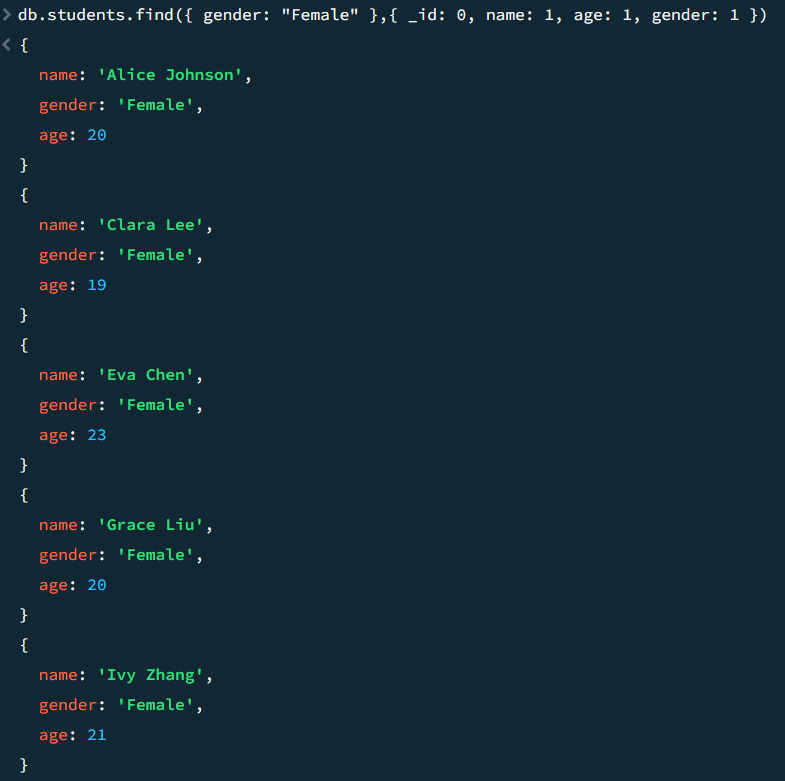 > db.students.find({ gender: "Female" },{ _id: 0, name: 1, age: 1, gender: 1 })
< {
name: 'Alice Johnson',
gender: 'Female',
age: 20
}
{
name: 'Clara Lee',
gender: 'Female',
age: 19
}
{
name: 'Eva Chen',
gender: 'Female',
age: 23
}
{
name: 'Grace Liu',
gender: 'Female',
age: 20
}
{
name: 'Ivy Zhang',
gender: 'Female',
age: 21
}